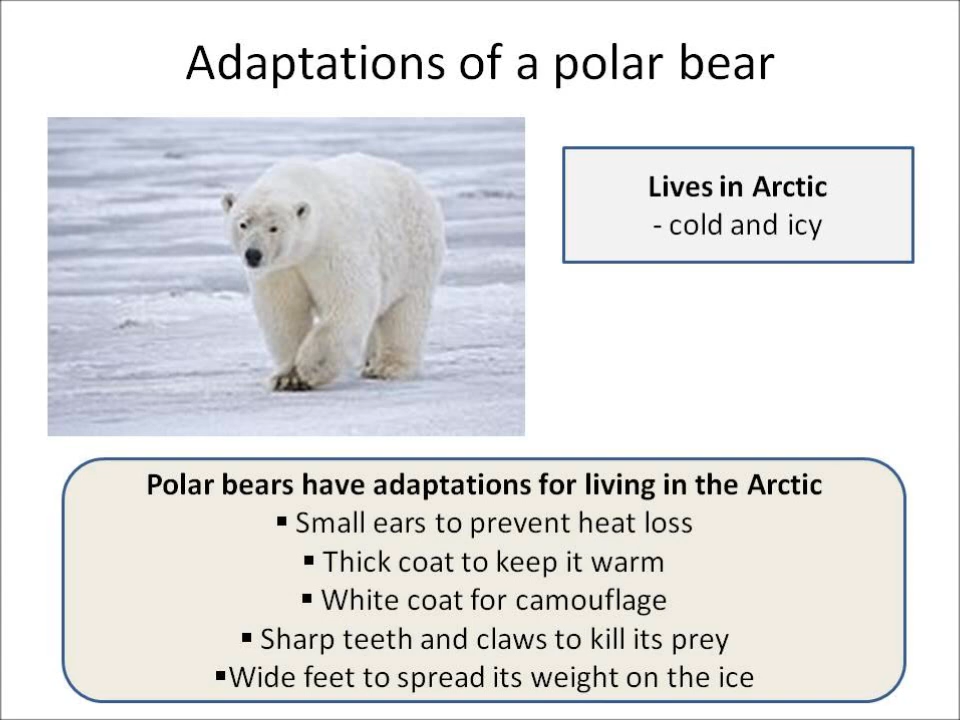 Adaptations of a polar bear
Lives in Arctic
- cold and icy
Polar bears have adaptations for living in the Arctic
▪ Small ears to prevent heat loss
▪ Thick coat to keep it warm
▪ White coat for camouflage
▪ Sharp teeth and claws to kill its prey
▪Wide feet to spread its weight on the ice